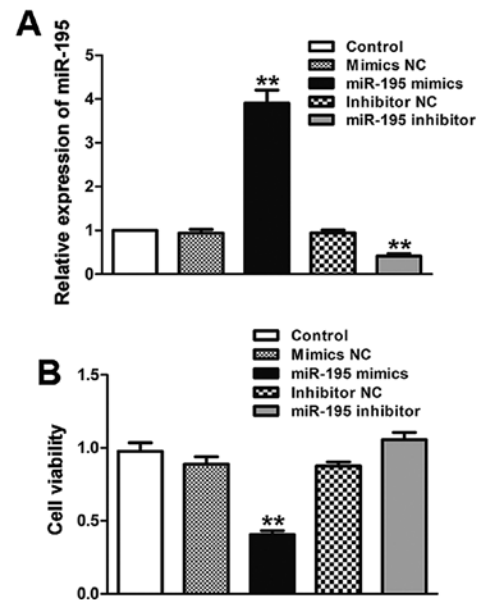 A
Relative expression of miR-195
5
4
3
2
1
0
**
**
Control
Mimics NC
miR-195 mimics
Inhibitor NC
miR-195 inhibitor
B
Cell viability
1.5
1.0
0.5
0.0
**
Control
Mimics NC
miR-195 mimics
Inhibitor NC
miR-195 inhibitor